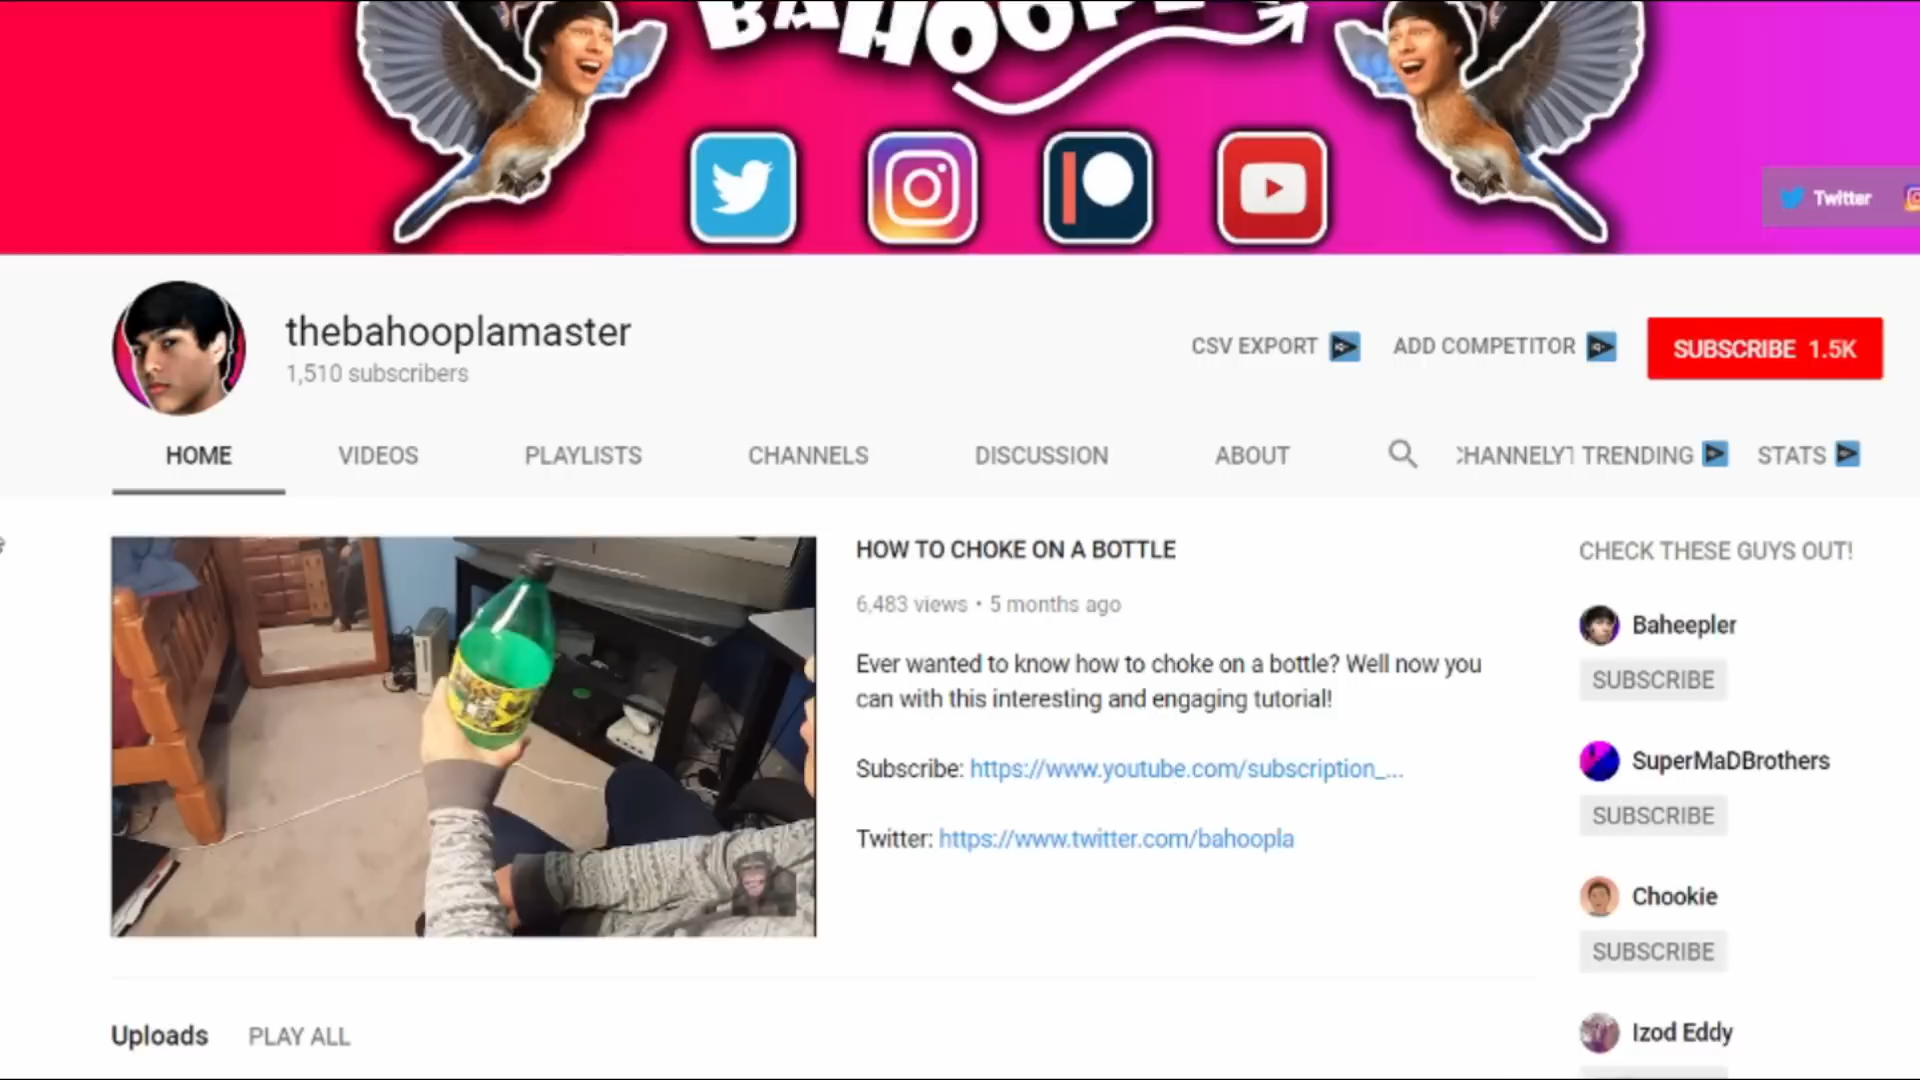 Twitter
thebahooplamaster
1,510 subscribers
CSV EXPORT
ADD COMPETITOR
SUBSCRIBE 1.5K
HOME
VIDEOS
PLAYLISTS
CHANNELS
DISCUSSION
ABOUT
CHANNELYT TRENDING
STATS
HOW TO CHOKE ON A BOTTLE
6,483 views • 5 months ago
Ever wanted to know how to choke on a bottle? Well now you
can with this interesting and engaging tutorial!
Subscribe: https://www.youtube.com/subscription_...
Twitter: https://www.twitter.com/bahoopla
CHECK THESE GUYS OUT!
Baheepler
SUBSCRIBE
SuperMaDBrothers
SUBSCRIBE
Chookie
SUBSCRIBE
Izod Eddy
Uploads
PLAY ALL